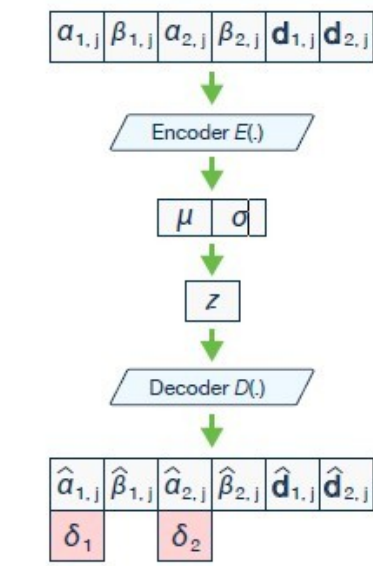 α₁, j β₁, j α₂, j β₂, j d₁, j d₂, j
Encoder E(.)
μ σ
z
Decoder D(.)
α̂₁, j β̂₁, j α̂₂, j β̂₂, j d̂₁, j d̂₂, j
δ₁ δ₂